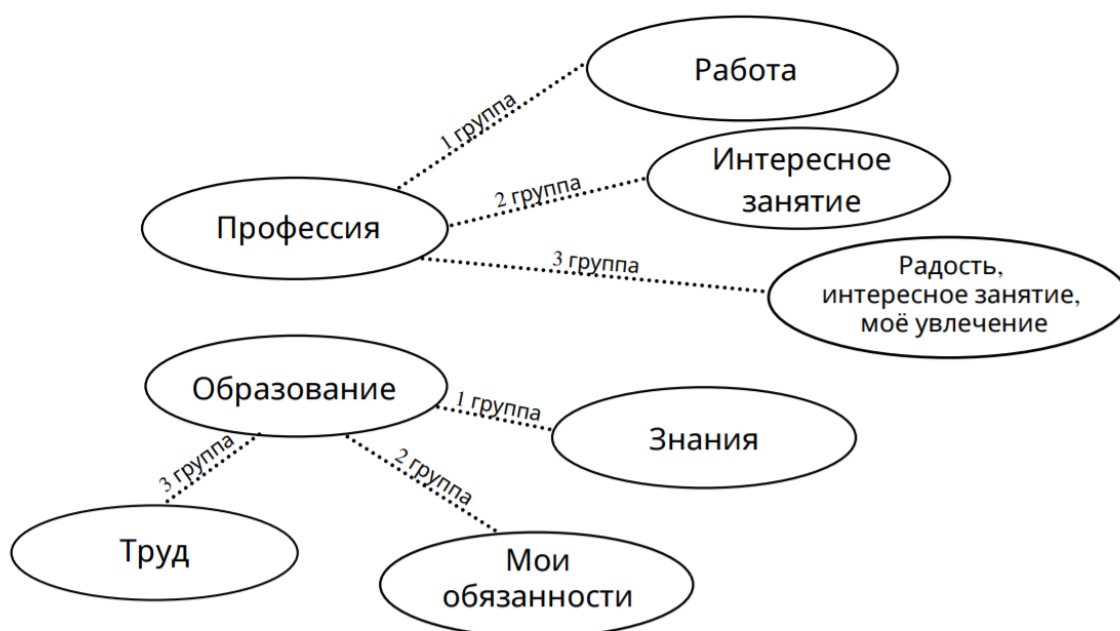 Работа
1 группа
Интересное
занятие
2 группа
Профессия
3 группа
Радость,
интересное занятие,
моё увлечение
Образование
1 группа
Знания
3 группа
2 группа
Труд
Мои
обязанности